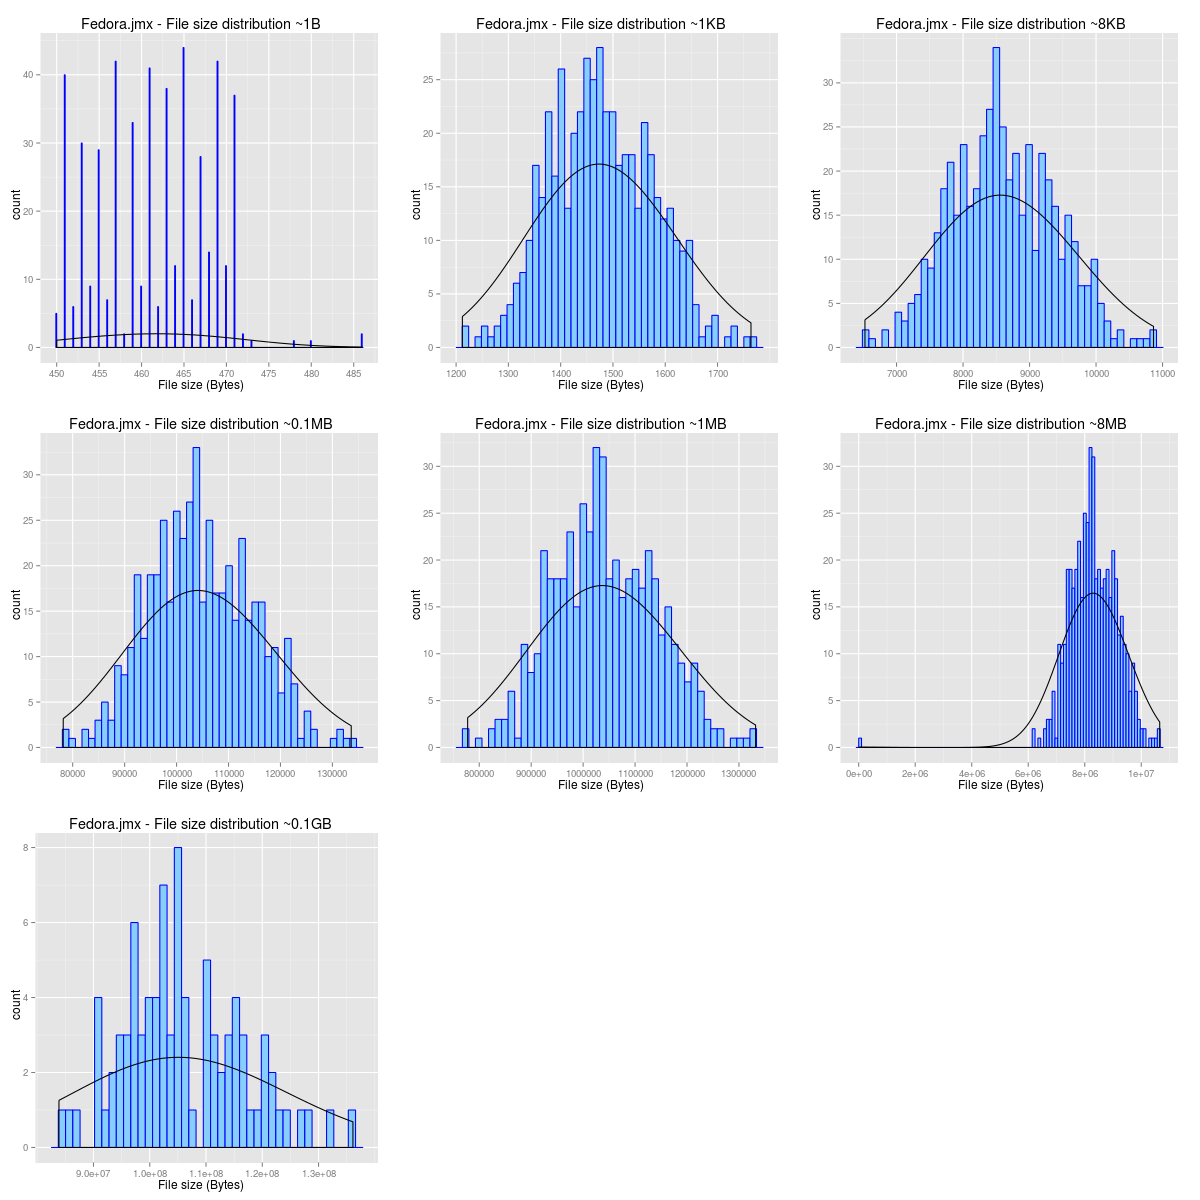 Fedora.jmx - File size distribution ~1B
count
40
30
20
10
0
450 455 460 465 470 475 480 485
File size (Bytes)
Fedora.jmx - File size distribution ~1KB
count
25
20
15
10
5
0
1200 1300 1400 1500 1600 1700
File size (Bytes)
Fedora.jmx - File size distribution ~8KB
count
30
25
20
15
10
5
0
7000 8000 9000 10000 11000
File size (Bytes)
Fedora.jmx - File size distribution ~0.1MB
count
30
25
20
15
10
5
0
80000 90000 100000 110000 120000 130000
File size (Bytes)
Fedora.jmx - File size distribution ~1MB
count
30
25
20
15
10
5
0
800000 900000 1000000 1100000 1200000 1300000
File size (Bytes)
Fedora.jmx - File size distribution ~8MB
count
30
25
20
15
10
5
0
0e+00 2e+06 4e+06 6e+06 8e+06 1e+07
File size (Bytes)
Fedora.jmx - File size distribution ~0.1GB
count
8
6
4
2
0
9.0e+07 1.0e+08 1.1e+08 1.2e+08 1.3e+08
File size (Bytes)